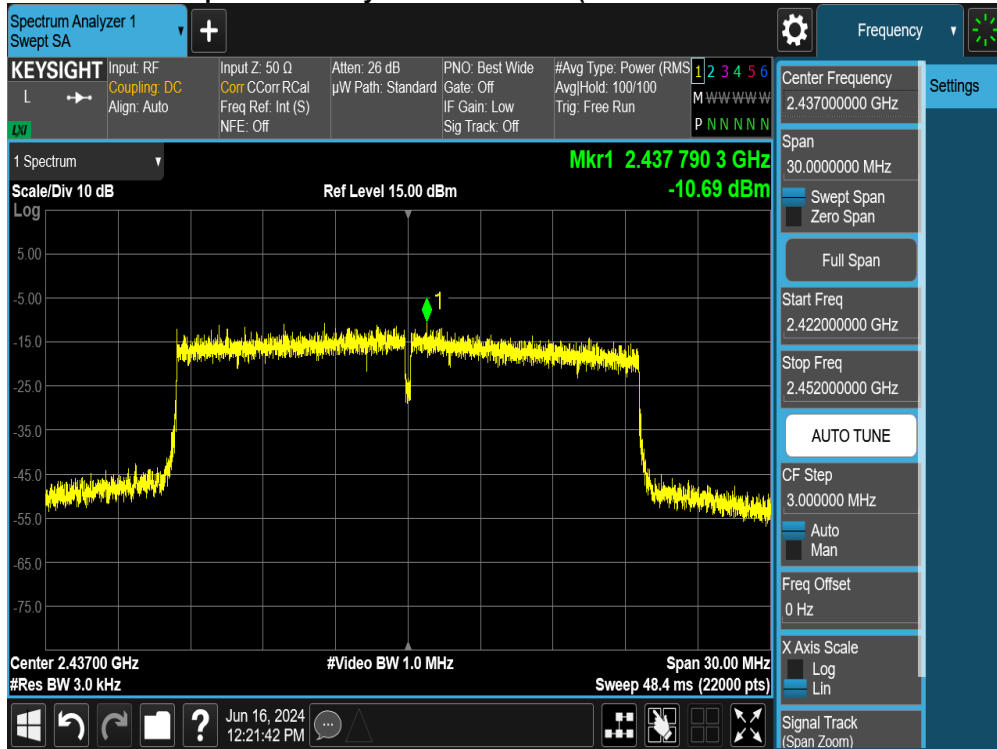 Spectrum Analyzer 1
Swept SA
+
Frequency
KEYSIGHT
L
LXI
Input: RF
Coupling: DC
Align: Auto
Input Z: 50 Ω
Corr CCorr RCal
Freq Ref: Int (S)
NFE: Off
Atten: 26 dB
µW Path: Standard
PNO: Best Wide
Gate: Off
IF Gain: Low
Sig Track: Off
#Avg Type: Power (RMS
Avg|Hold: 100/100
Trig: Free Run
1 2 3 4 5 6
M W W W W W
P N N N N N
1 Spectrum
Mkr1 2.437 790 3 GHz
-10.69 dBm
Scale/Div 10 dB
Ref Level 15.00 dBm
Log
5.00
-5.00
-15.0
-25.0
-35.0
-45.0
-55.0
-65.0
-75.0
1
Center 2.43700 GHz
#Video BW 1.0 MHz
Span 30.00 MHz
#Res BW 3.0 kHz
Sweep 48.4 ms (22000 pts)
Center Frequency
2.437000000 GHz
Settings
Span
30.0000000 MHz
Swept Span
Zero Span
Full Span
Start Freq
2.422000000 GHz
Stop Freq
2.452000000 GHz
AUTO TUNE
CF Step
3.000000 MHz
Auto
Man
Freq Offset
0 Hz
X Axis Scale
Log
Lin
Signal Track
(Span Zoom)
?
Jun 16, 2024
12:21:42 PM